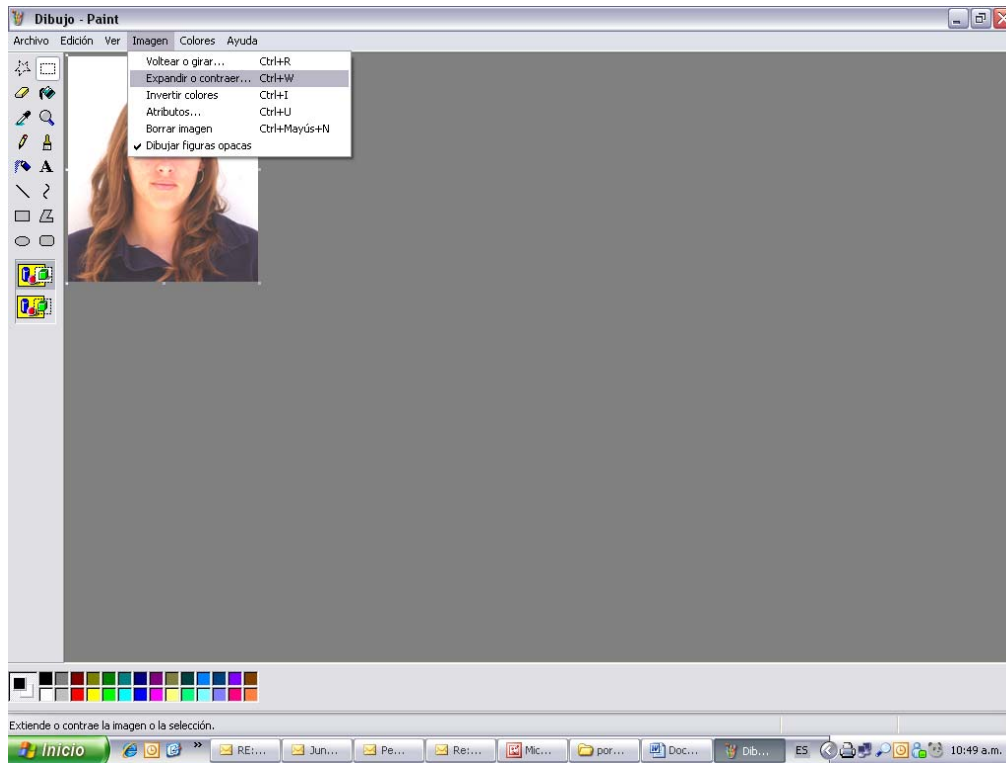 Dibujo - Paint
Archivo Edición Ver Imagen Colores Ayuda
Voltear o girar... Ctrl+R
Expandir o contraer... Ctrl+W
Invertir colores Ctrl+I
Atributos... Ctrl+U
Borrar imagen Ctrl+Mayús+N
Dibujar figuras opacas
A
Extiende o contrae la imagen o la selección.
Inicio » RE:... Jun... Pe... Re:... Mic... por... Doc... Dib... ES 10:49 a.m.